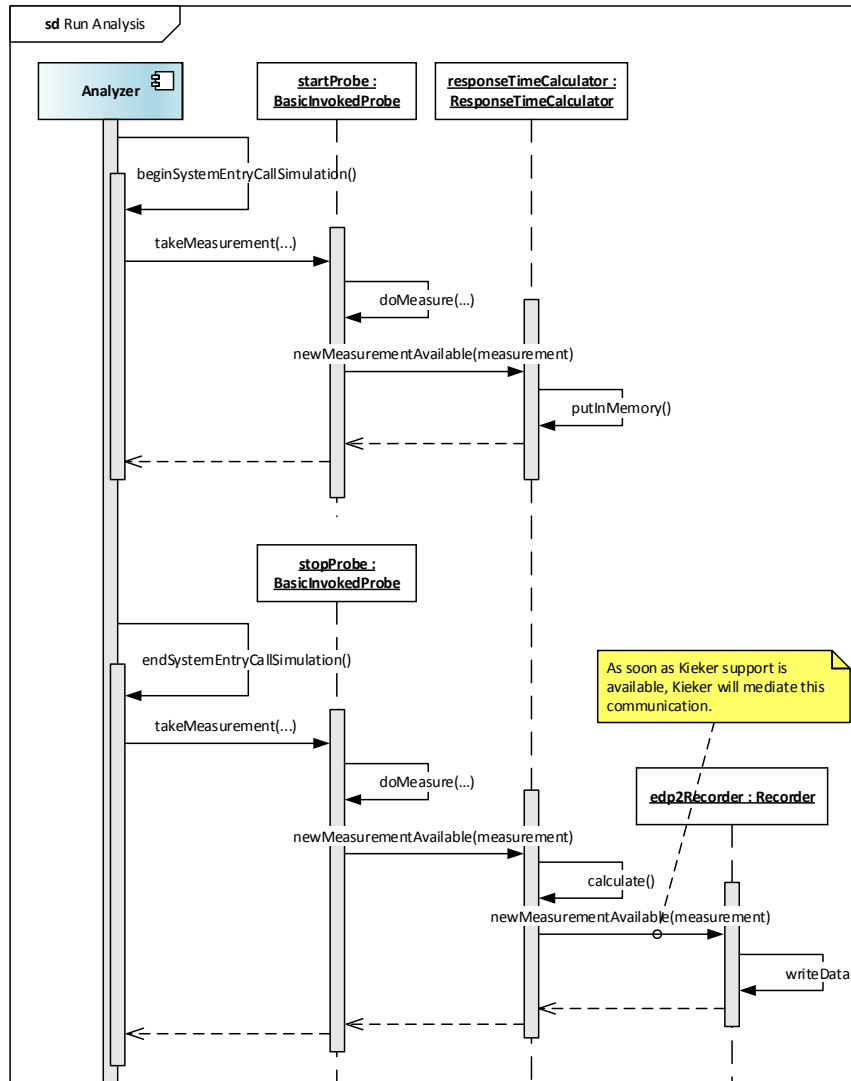 sd Run Analysis
Analyzer
startProbe :
BasicInvokedProbe
responseTimeCalculator :
ResponseTimeCalculator
beginSystemEntryCallSimulation()
takeMeasurement(...)
doMeasure(...)
newMeasurementAvailable(measurement)
putInMemory()
stopProbe :
BasicInvokedProbe
endSystemEntryCallSimulation()
As soon as Kieker support is
available, Kieker will mediate this
communication.
takeMeasurement(...)
doMeasure(...)
edp2Recorder : Recorder
newMeasurementAvailable(measurement)
calculate()
newMeasurementAvailable(measurement)
writeData